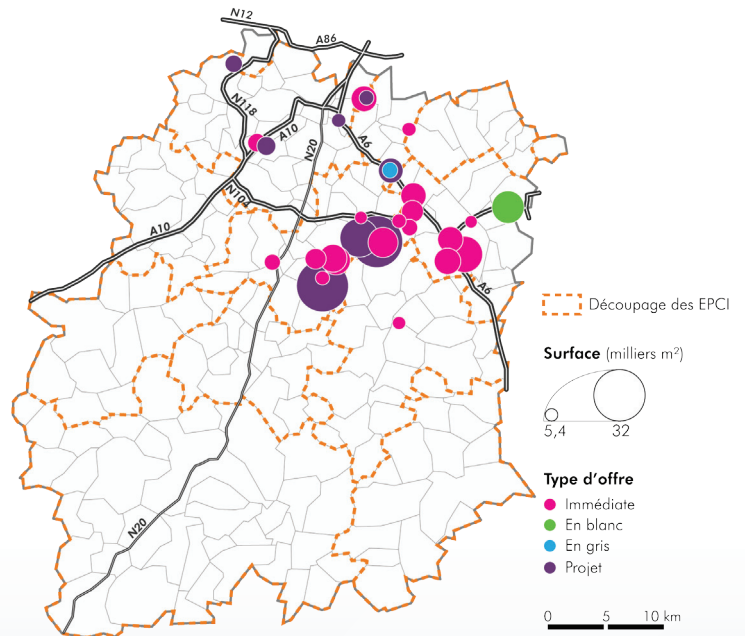 N12
A86
N118
A10
N20
A6
N104
A10
A6
N20
Découpage des EPCI
Surface (milliers m²)
5,4 32
Type d'offre
Immédiate
En blanc
En gris
Projet
0 5 10 km